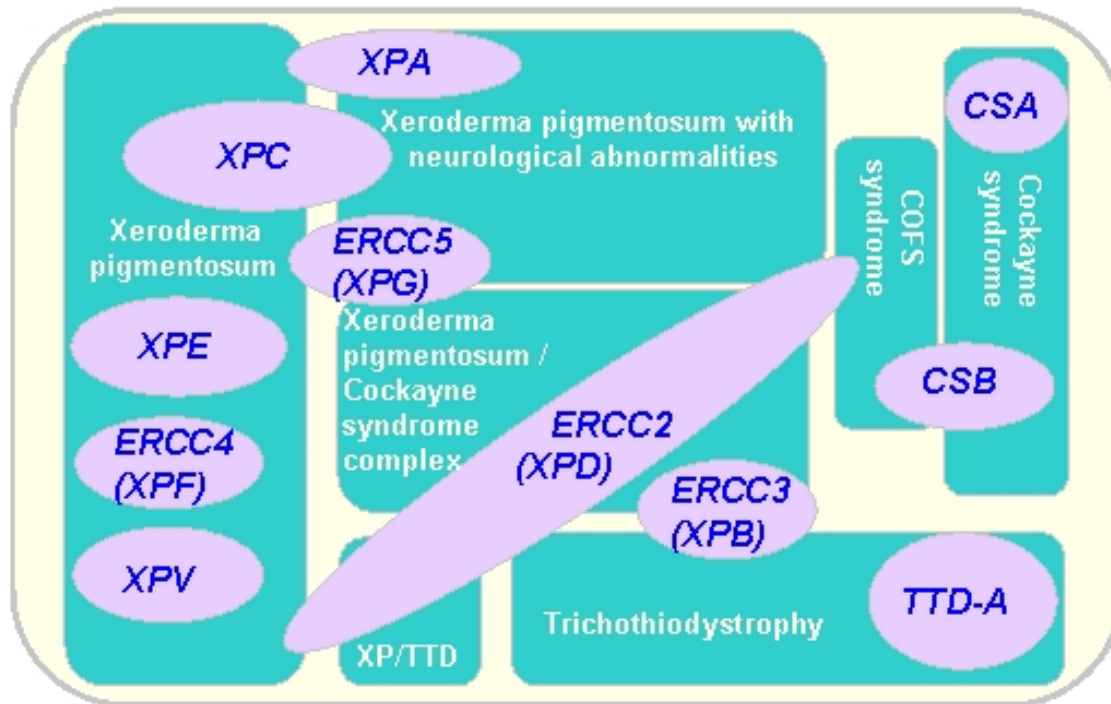 XPA
CSA
XPC
Xeroderma pigmentosum with
neurological abnormalities
COFS
syndrome
Cockayne
syndrome
Xeroderma
pigmentosum
ERCC5
(XPG)
XPE
Xeroderma
pigmentosum /
Cockayne
syndrome
complex
CSB
ERCC4
(XPF)
ERCC2
(XPD)
ERCC3
(XPB)
XPV
XP/TTD
Trichothiodystrophy
TTD-A